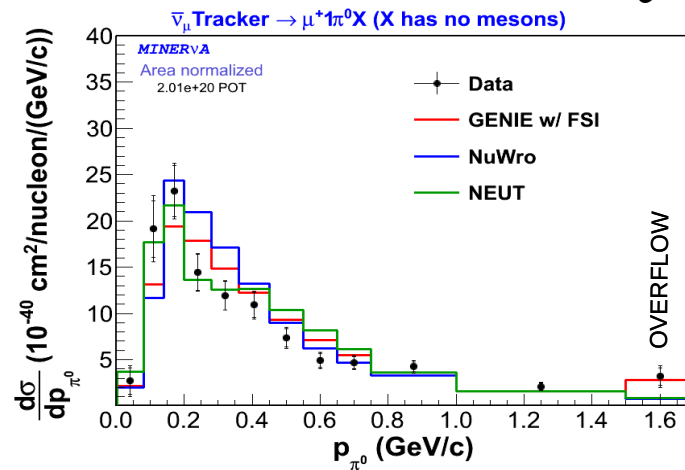 ν̄μTracker → μ⁺1π⁰X (X has no mesons)
MINERνA
Area normalized
2.01e+20 POT
Data
GENIE w/ FSI
NuWro
NEUT
OVERFLOW
dσ/dpπ⁰ (10⁻⁴⁰ cm²/nucleon/(GeV/c))
40
35
30
25
20
15
10
5
0.0 0.2 0.4 0.6 0.8 1.0 1.2 1.4 1.6
pπ⁰ (GeV/c)